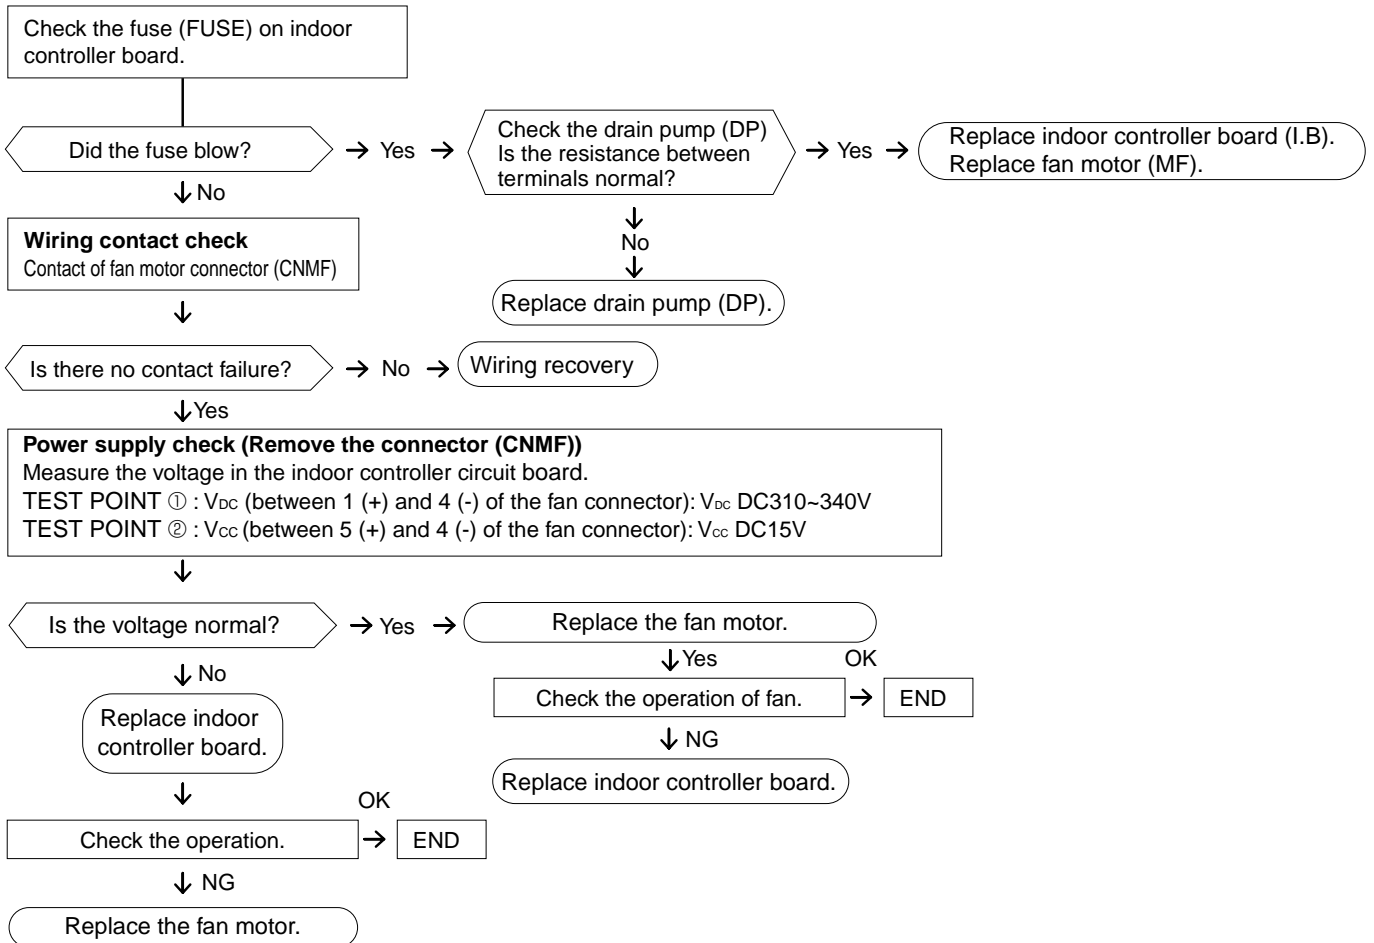 Check the fuse (FUSE) on indoor
controller board.
Did the fuse blow?
Yes
Check the drain pump (DP)
Is the resistance between
terminals normal?
Yes
Replace indoor controller board (I.B).
Replace fan motor (MF).
No
No
Replace drain pump (DP).
Wiring contact check
Contact of fan motor connector (CNMF)
Is there no contact failure?
No
Wiring recovery
Yes
Power supply check (Remove the connector (CNMF))
Measure the voltage in the indoor controller circuit board.
TEST POINT ① : VDC (between 1 (+) and 4 (-) of the fan connector): VDC DC310~340V
TEST POINT ② : VCC (between 5 (+) and 4 (-) of the fan connector): VCC DC15V
Is the voltage normal?
Yes
Replace the fan motor.
Yes
OK
Check the operation of fan.
END
NG
Replace indoor controller board.
No
Replace indoor
controller board.
OK
Check the operation.
END
NG
Replace the fan motor.